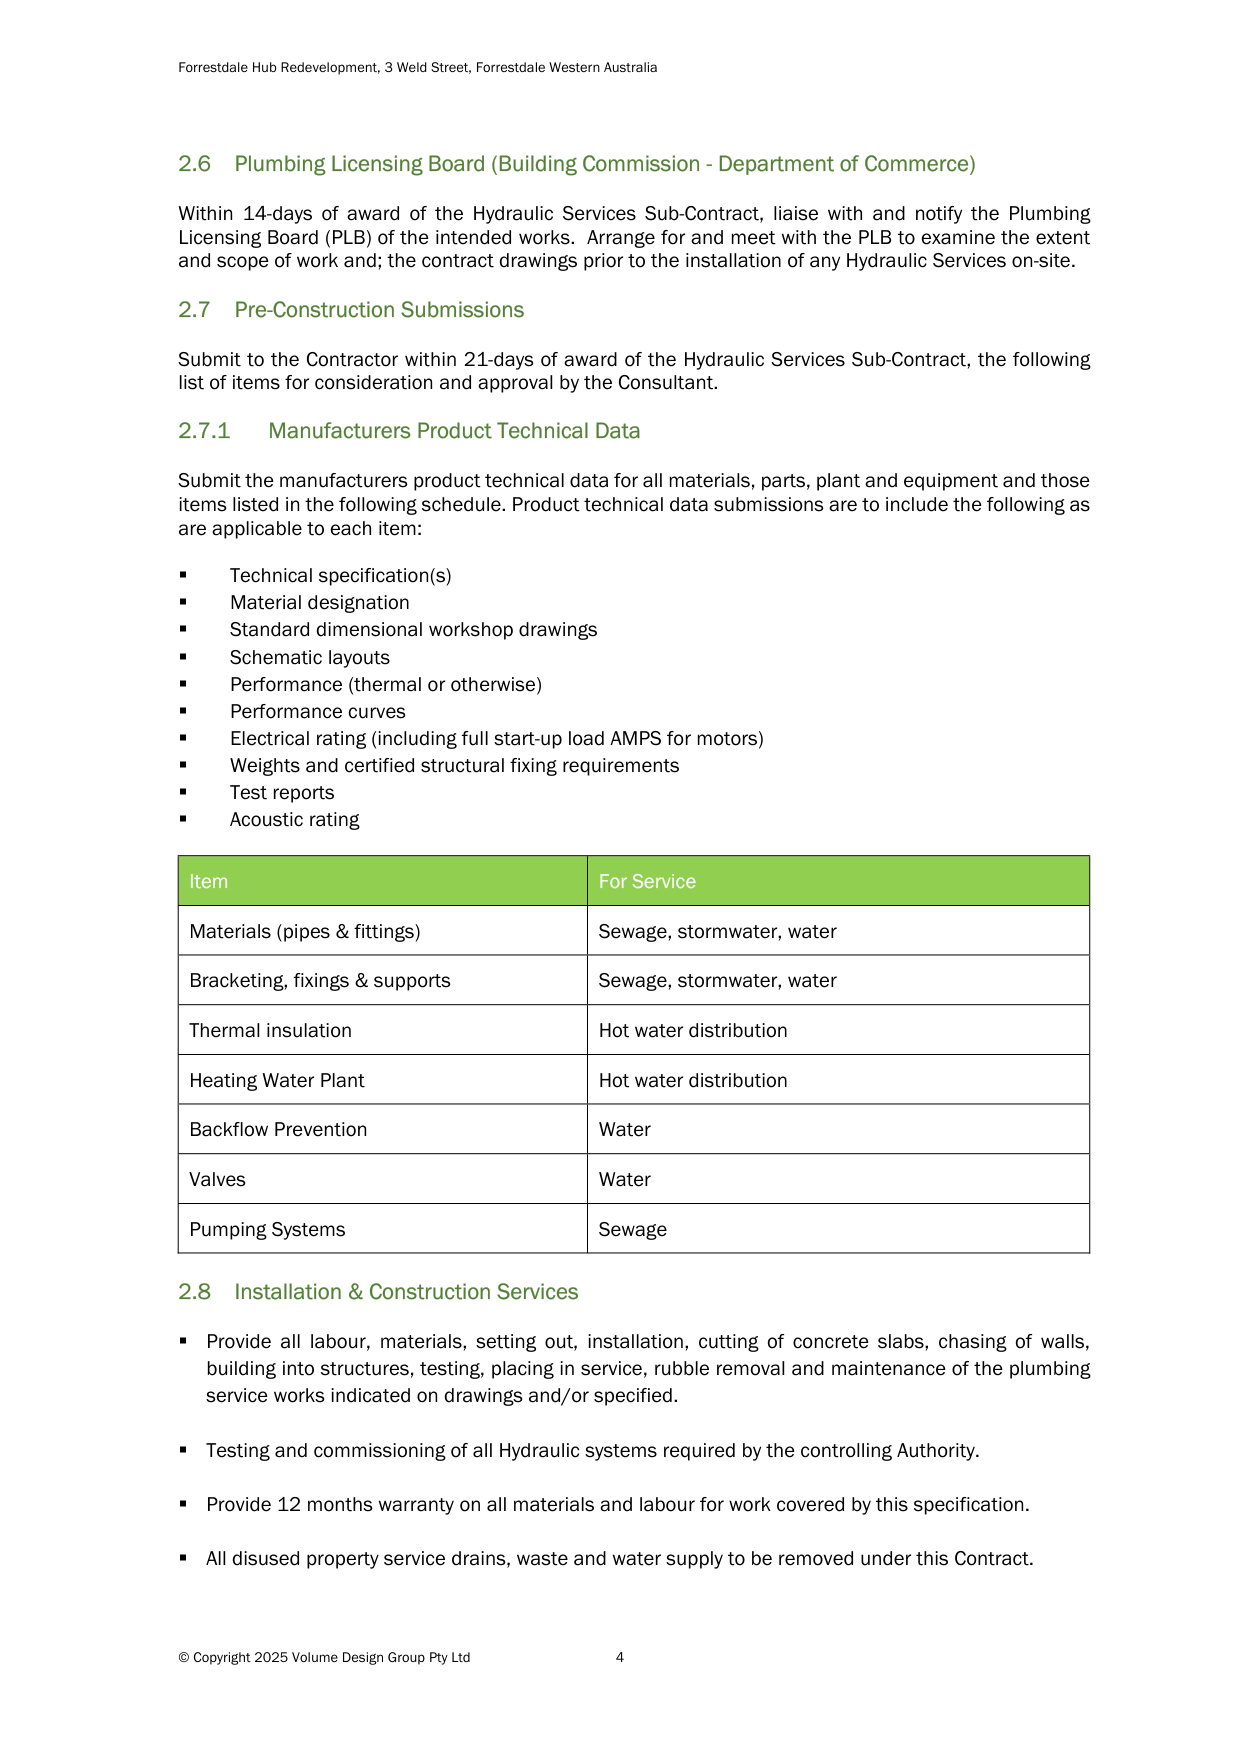 Forrestdale Hub Redevelopment, 3 Weld Street, Forrestdale Western Australia
2.6 Plumbing Licensing Board (Building Commission - Department of Commerce)
Within 14-days of award of the Hydraulic Services Sub-Contract, liaise with and notify the Plumbing
Licensing Board (PLB) of the intended works. Arrange for and meet with the PLB to examine the extent
and scope of work and; the contract drawings prior to the installation of any Hydraulic Services on-site.
2.7 Pre-Construction Submissions
Submit to the Contractor within 21-days of award of the Hydraulic Services Sub-Contract, the following
list of items for consideration and approval by the Consultant.
2.7.1 Manufacturers Product Technical Data
Submit the manufacturers product technical data for all materials, parts, plant and equipment and those
items listed in the following schedule. Product technical data submissions are to include the following as
are applicable to each item:
▪ Technical specification(s)
▪ Material designation
▪ Standard dimensional workshop drawings
▪ Schematic layouts
▪ Performance (thermal or otherwise)
▪ Performance curves
▪ Electrical rating (including full start-up load AMPS for motors)
▪ Weights and certified structural fixing requirements
▪ Test reports
▪ Acoustic rating
Item For Service
Materials (pipes & fittings) Sewage, stormwater, water
Bracketing, fixings & supports Sewage, stormwater, water
Thermal insulation Hot water distribution
Heating Water Plant Hot water distribution
Backflow Prevention Water
Valves Water
Pumping Systems Sewage
2.8 Installation & Construction Services
▪ Provide all labour, materials, setting out, installation, cutting of concrete slabs, chasing of walls,
building into structures, testing, placing in service, rubble removal and maintenance of the plumbing
service works indicated on drawings and/or specified.
▪ Testing and commissioning of all Hydraulic systems required by the controlling Authority.
▪ Provide 12 months warranty on all materials and labour for work covered by this specification.
▪ All disused property service drains, waste and water supply to be removed under this Contract.
© Copyright 2025 Volume Design Group Pty Ltd 4